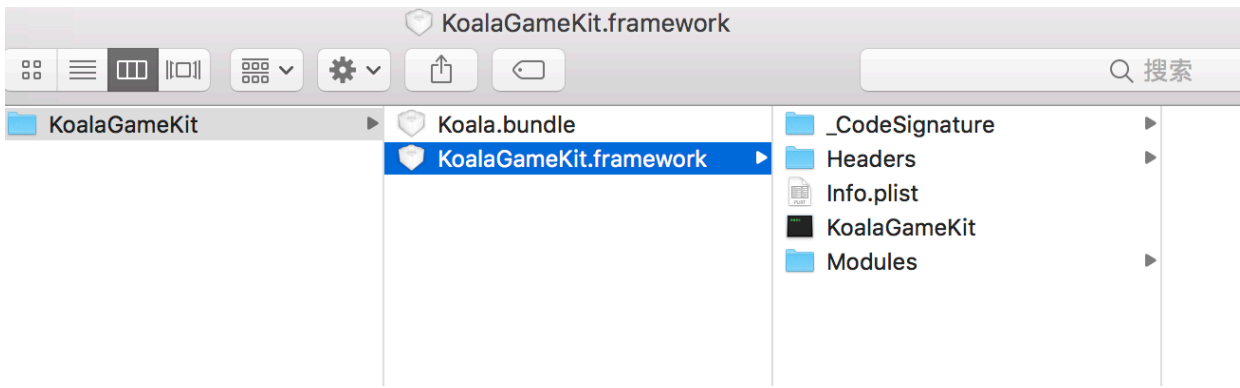 KoalaGameKit.framework
搜索
KoalaGameKit
Koala.bundle
KoalaGameKit.framework
_CodeSignature
Headers
Info.plist
KoalaGameKit
Modules